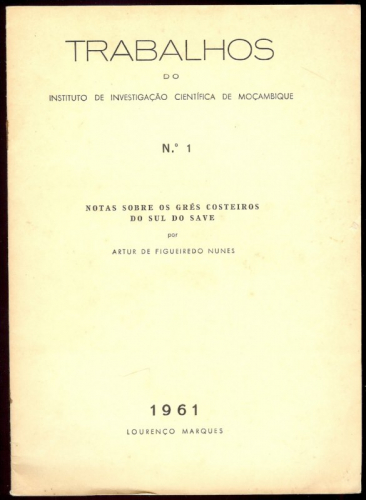 TRABALHOS
DO
INSTITUTO DE INVESTIGAÇÃO CIENTÍFICA DE MOÇAMBIQUE
N.º 1
NOTAS SOBRE OS GRÉS COSTEIROS
DO SUL DO SAVE
por
ARTUR DE FIGUEIREDO NUNES
1961
LOURENÇO MARQUES